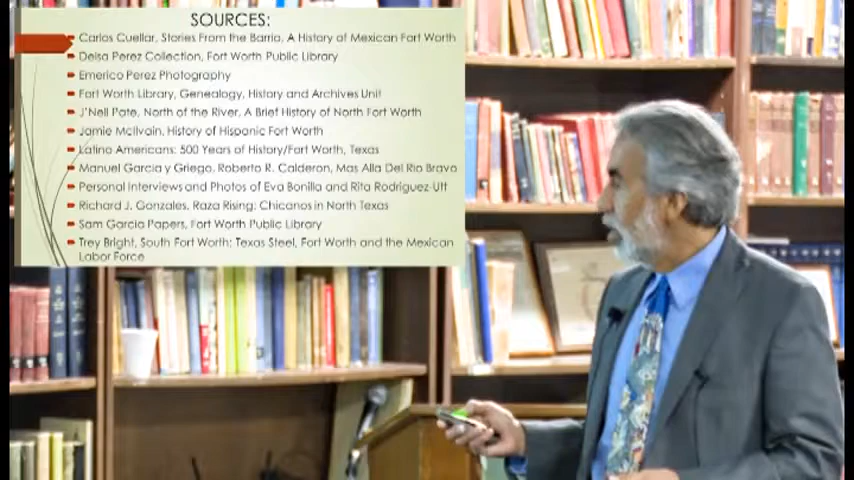 SOURCES:
Carlos Cuellar, Stories From the Barrio, A History of Mexican Fort Worth
Delsa Perez Collection, Fort Worth Public Library
Emerico Perez Photography
Fort Worth Library, Genealogy, History and Archives Unit
J'Nell Pate, North of the River, A Brief History of North Fort Worth
Jamie McIlvain, History of Hispanic Fort Worth
Latino Americans: 500 Years of History/Fort Worth, Texas
Manuel Garcia y Griego, Roberto R. Calderon, Mas Alla Del Rio Bravo
Personal Interviews and Photos of Eva Bonilla and Rita Rodriguez-Utt
Richard J. Gonzales, Raza Rising: Chicanos in North Texas
Sam Garcia Papers, Fort Worth Public Library
Trey Bright, South Fort Worth: Texas Steel, Fort Worth and the Mexican
Labor Force